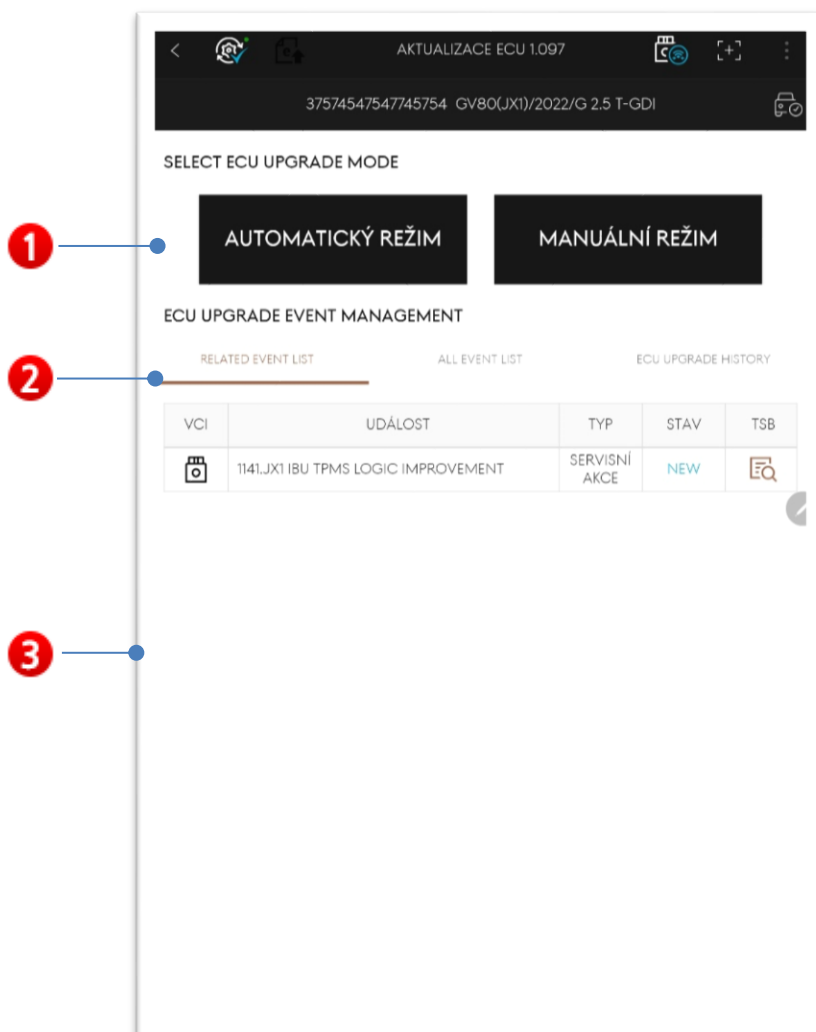 AKTUALIZACE ECU 1.097
37574547547745754 GV80(JX1)/2022/G 2.5 T-GDI
SELECT ECU UPGRADE MODE
1
AUTOMATICKÝ REŽIM MANUÁLNÍ REŽIM
ECU UPGRADE EVENT MANAGEMENT
RELATED EVENT LIST ALL EVENT LIST ECU UPGRADE HISTORY
2
VCI UDÁLOST TYP STAV TSB
1141.JX1 IBU TPMS LOGIC IMPROVEMENT SERVISNÍ AKCE NEW
3